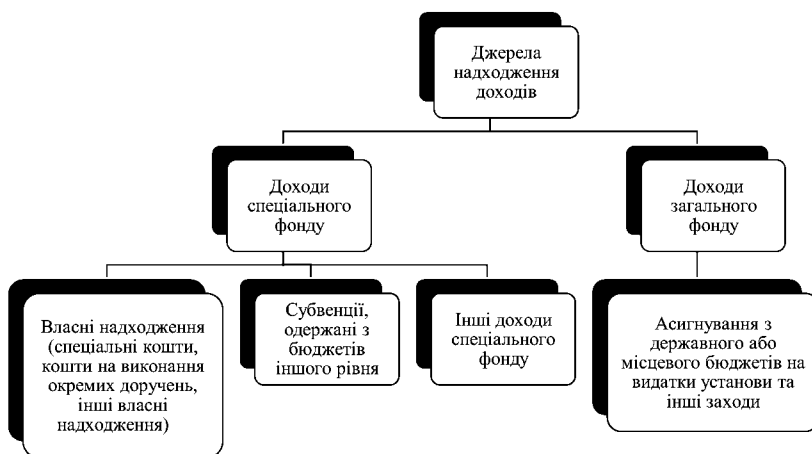 Джерела
надходження
доходів
Доходи
спеціального
фонду
Доходи
загального
фонду
Власні надходження
(спеціальні кошти,
кошти на виконання
окремих доручень,
інші власні
надходження)
Субвенції,
одержані з
бюджетів
іншого рівня
Інші доходи
спеціального
фонду
Асигнування з
державного або
місцевого бюджетів на
видатки установи та
інші заходи